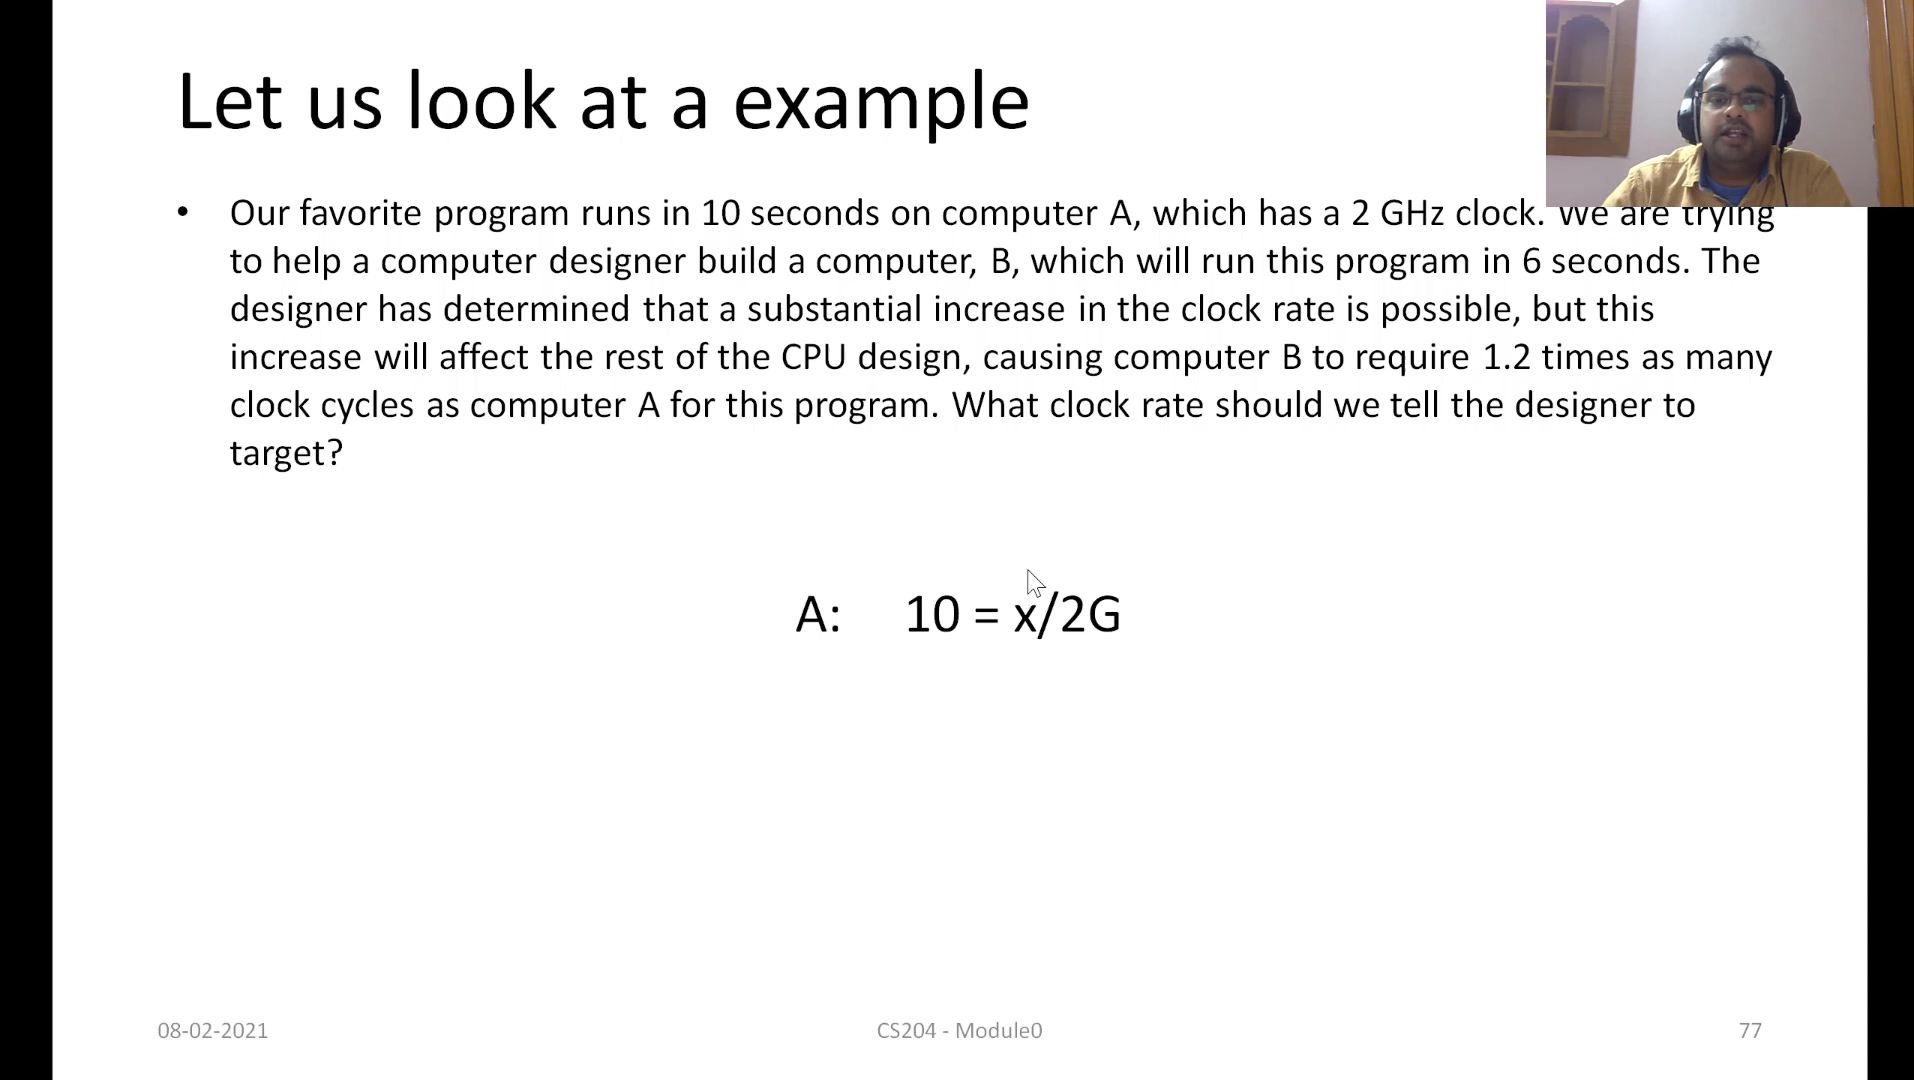 Let us look at a example
• Our favorite program runs in 10 seconds on computer A, which has a 2 GHz clock. We are trying
to help a computer designer build a computer, B, which will run this program in 6 seconds. The
designer has determined that a substantial increase in the clock rate is possible, but this
increase will affect the rest of the CPU design, causing computer B to require 1.2 times as many
clock cycles as computer A for this program. What clock rate should we tell the designer to
target?
A: 10 = x/2G
08-02-2021
CS204 - Module0
77